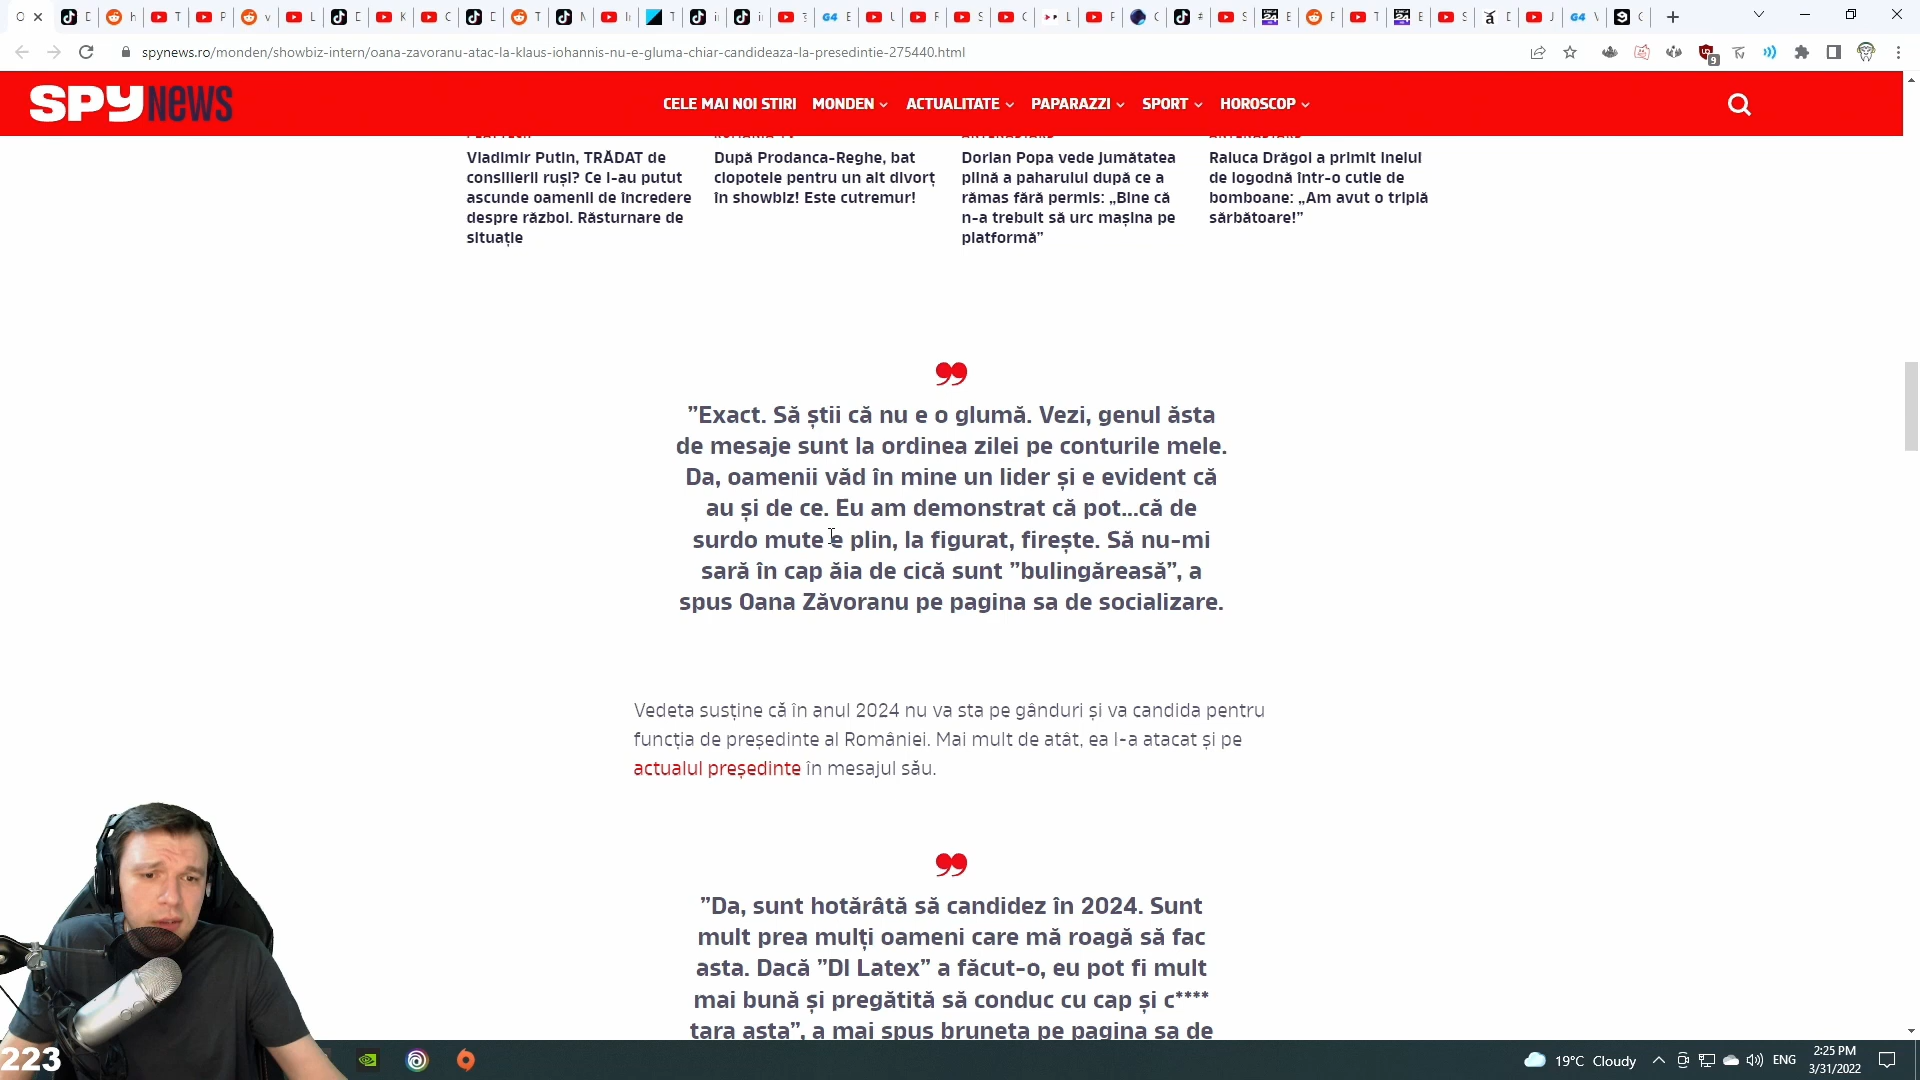 spynews.ro/monden/showbiz-intern/oana-zavoranu-atac-la-klaus-iohannis-nu-e-gluma-chiar-candideaza-la-presedintie-275440.html
9
SPY News
CELE MAI NOI STIRI MONDEN ACTUALITATE PAPARAZZI SPORT HOROSCOP
Vladimir Putin, TRĂDAT de
consilierii ruși? Ce i-au putut
ascunde oamenii de încredere
despre război. Răsturnare de
situație
După Prodanca-Reghe, bat
clopotele pentru un alt divorț
în showbiz! Este cutremur!
Dorian Popa vede jumătatea
plină a paharului după ce a
rămas fără permis: „Bine că
n-a trebuit să urc mașina pe
platformă”
Raluca Drăgoi a primit inelul
de logodnă într-o cutie de
bomboane: „Am avut o triplă
sărbătoare!”
”Exact. Să știi că nu e o glumă. Vezi, genul ăsta
de mesaje sunt la ordinea zilei pe conturile mele.
Da, oamenii văd în mine un lider și e evident că
au și de ce. Eu am demonstrat că pot...că de
surdo mute e plin, la figurat, firește. Să nu-mi
sară în cap ăia de cică sunt ”bulingăreasă”, a
spus Oana Zăvoranu pe pagina sa de socializare.
Vedeta susține că în anul 2024 nu va sta pe gânduri și va candida pentru
funcția de președinte al României. Mai mult de atât, ea l-a atacat și pe
actualul președinte în mesajul său.
”Da, sunt hotărâtă să candidez în 2024. Sunt
mult prea mulți oameni care mă roagă să fac
asta. Dacă ”DI Latex” a făcut-o, eu pot fi mult
mai bună și pregătită să conduc cu cap și c****
țara asta”, a mai spus bruneta pe pagina sa de
223
19°C Cloudy
ENG
2:25 PM
3/31/2022